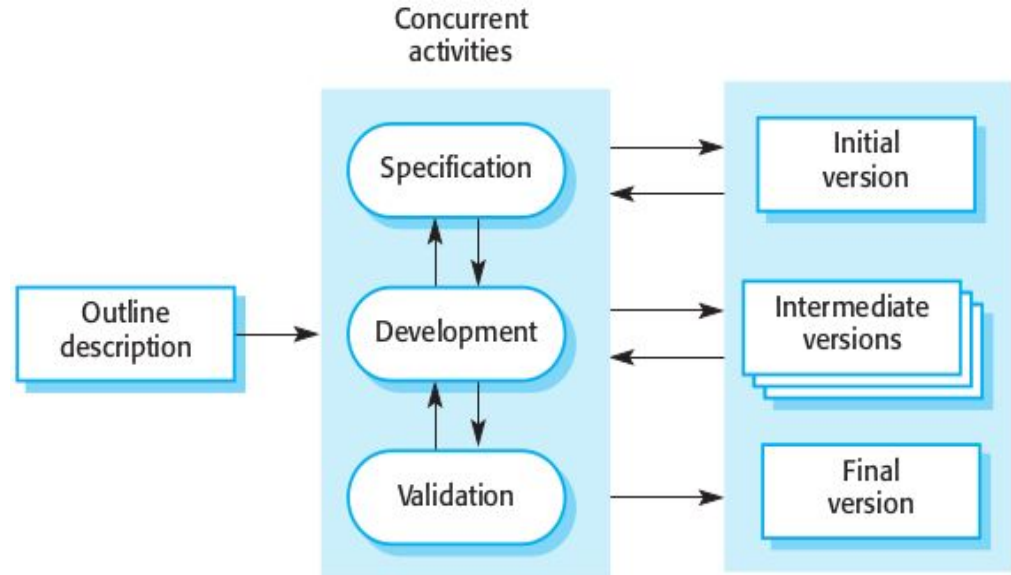 Concurrent
activities
Specification
Initial
version
Outline
description
Development
Intermediate
versions
Validation
Final
version